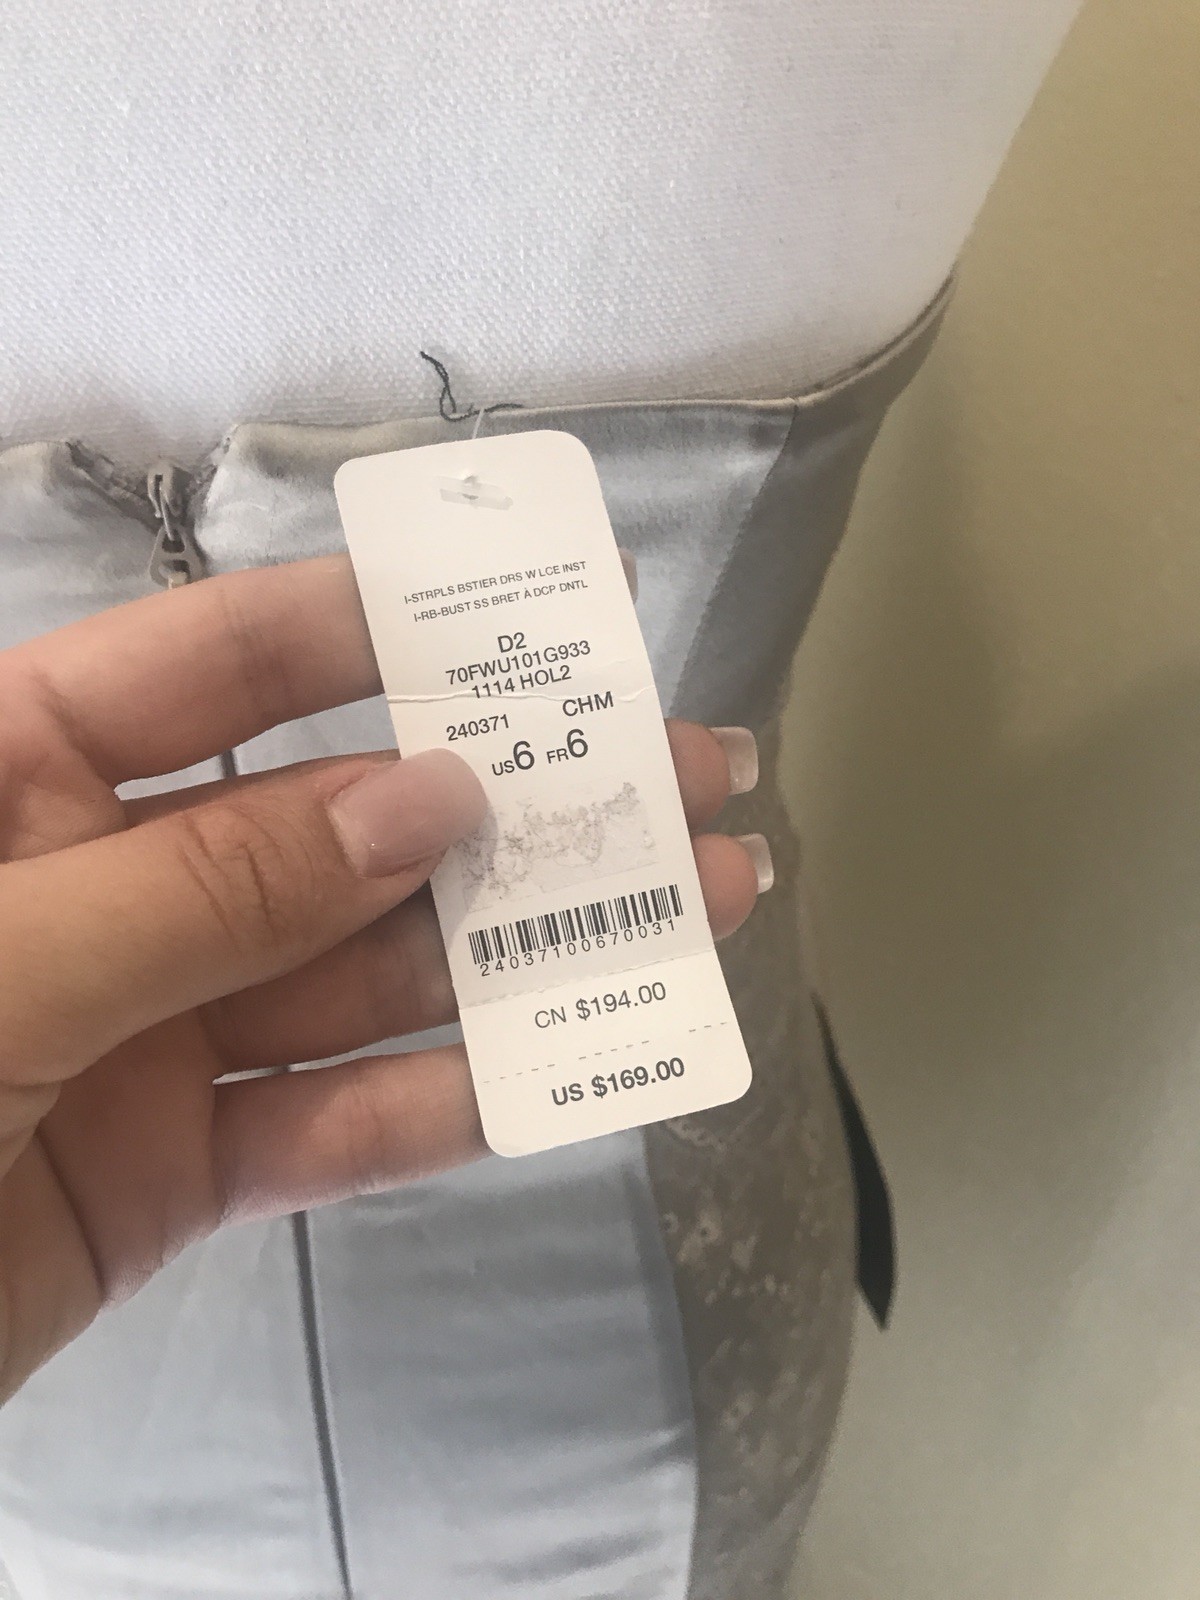 I-STRPLS BSTIER DRS W LCE INST
I-RB-BUST SS BRET À DCP DNTL
D2
70FWU101G933
1114 HOL2
240371 CHM
US6 FR6
24037100670031
CN $194.00
US $169.00